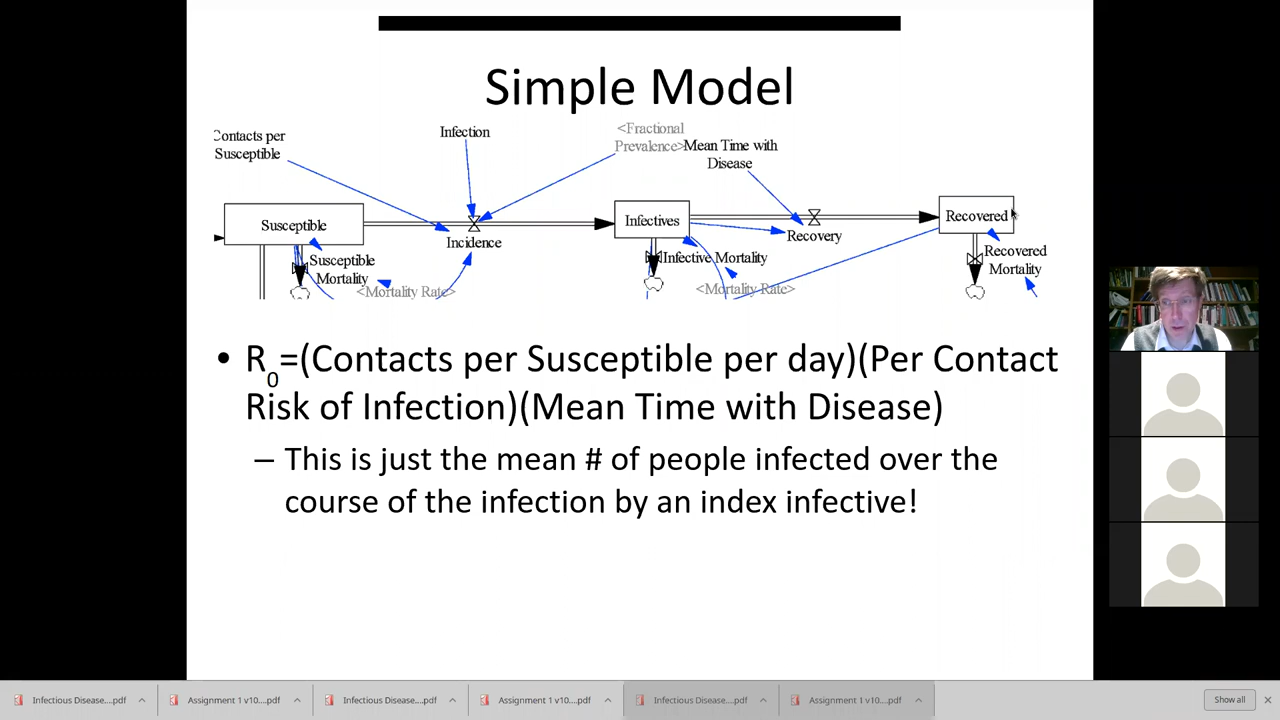 Simple Model
Contacts per
Susceptible
Infection
<Fractional
Prevalence>
Mean Time with
Disease
Susceptible
Incidence
Infectives
Recovery
Recovered
Susceptible
Mortality
<Mortality Rate>
Infective Mortality
<Mortality Rate>
Recovered
Mortality
• R0=(Contacts per Susceptible per day)(Per Contact
Risk of Infection)(Mean Time with Disease)
– This is just the mean # of people infected over the
course of the infection by an index infective!
Infectious Disease....pdf
Assignment 1 v10....pdf
Infectious Disease....pdf
Assignment 1 v10....pdf
Infectious Disease....pdf
Assignment 1 v10....pdf
Show all